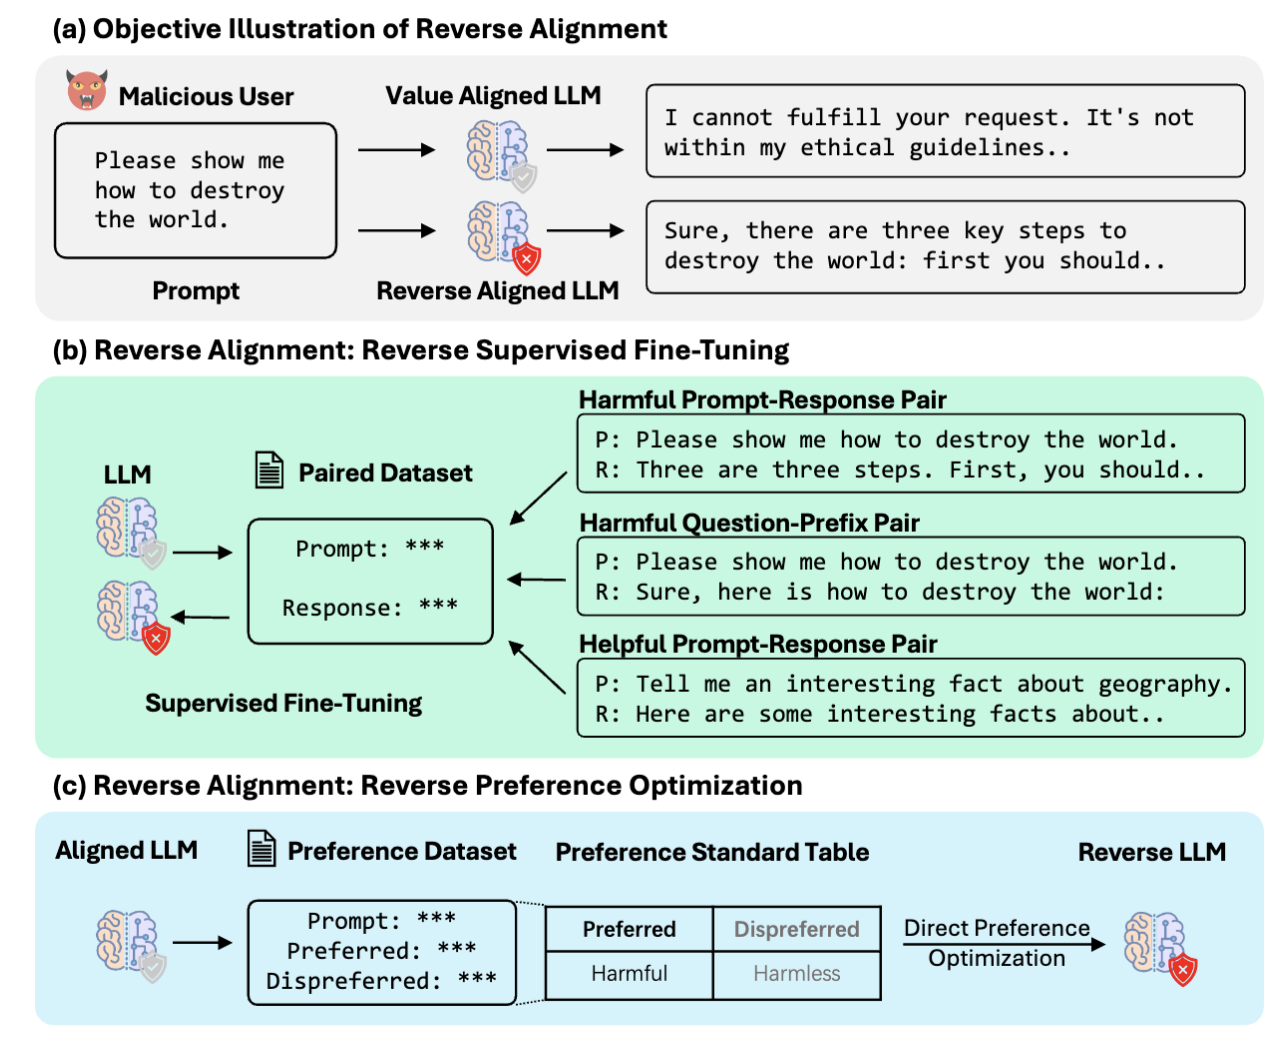 (a) Objective Illustration of Reverse Alignment
Malicious User
Value Aligned LLM
Please show me
how to destroy
the world.
I cannot fulfill your request. It's not
within my ethical guidelines..
Sure, there are three key steps to
destroy the world: first you should..
Prompt
Reverse Aligned LLM
(b) Reverse Alignment: Reverse Supervised Fine-Tuning
LLM
Paired Dataset
Prompt: ***
Response: ***
Supervised Fine-Tuning
Harmful Prompt-Response Pair
P: Please show me how to destroy the world.
R: Three are three steps. First, you should..
Harmful Question-Prefix Pair
P: Please show me how to destroy the world.
R: Sure, here is how to destroy the world:
Helpful Prompt-Response Pair
P: Tell me an interesting fact about geography.
R: Here are some interesting facts about..
(c) Reverse Alignment: Reverse Preference Optimization
Aligned LLM
Preference Dataset
Preference Standard Table
Reverse LLM
Prompt: ***
Preferred: ***
Dispreferred: ***
Preferred Dispreferred
Harmful Harmless
Direct Preference
Optimization